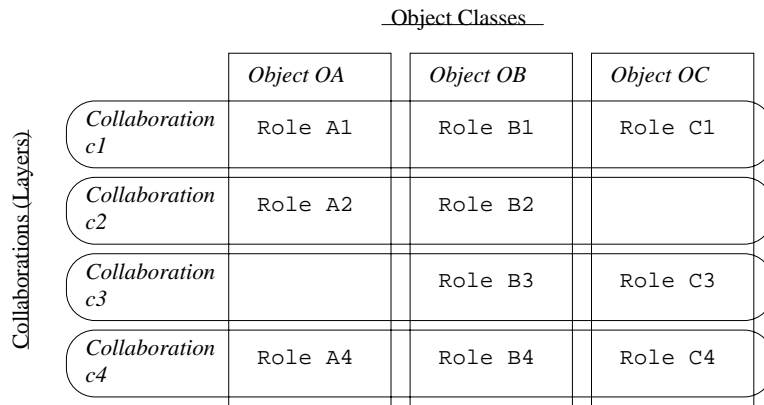 Object Classes
Object OA Object OB Object OC
Collaborations (Layers)
Collaboration
c1
Role A1 Role B1 Role C1
Collaboration
c2
Role A2 Role B2
Collaboration
c3
Role B3 Role C3
Collaboration
c4
Role A4 Role B4 Role C4